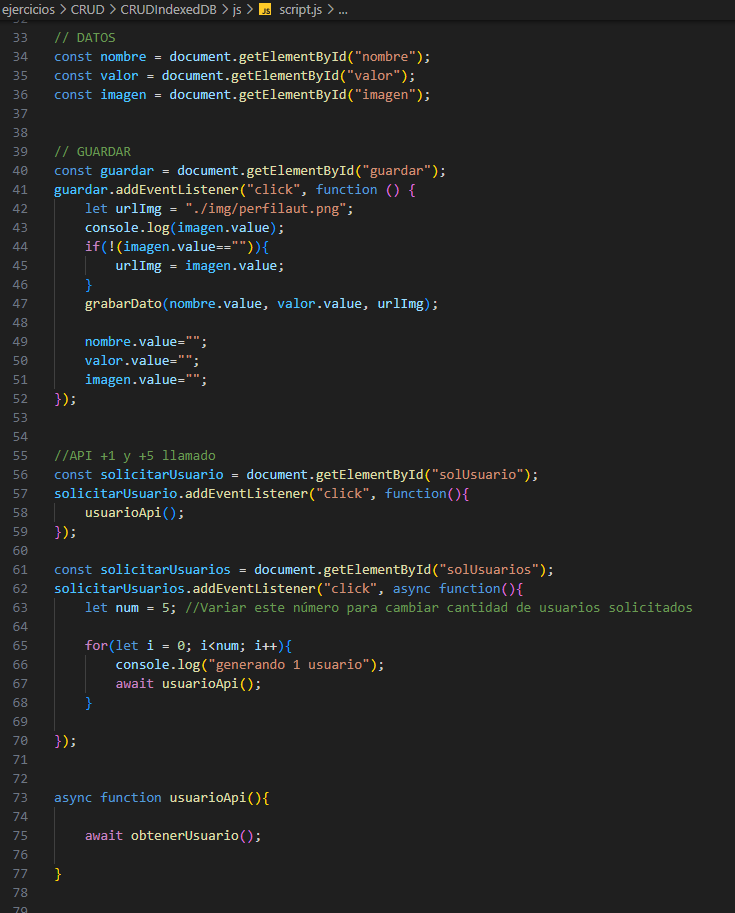 ejercicios > CRUD > CRUDIndexedDB > js > JS script.js > ...
33 // DATOS
34 const nombre = document.getElementById("nombre");
35 const valor = document.getElementById("valor");
36 const imagen = document.getElementById("imagen");
37
38
39 // GUARDAR
40 const guardar = document.getElementById("guardar");
41 guardar.addEventListener("click", function () {
42     let urlImg = "./img/perfilaut.png";
43     console.log(imagen.value);
44     if(!(imagen.value=="")){
45         urlImg = imagen.value;
46     }
47     grabarDato(nombre.value, valor.value, urlImg);
48
49     nombre.value="";
50     valor.value="";
51     imagen.value="";
52 });
53
54
55 //API +1 y +5 llamado
56 const solicitarUsuario = document.getElementById("solUsuario");
57 solicitarUsuario.addEventListener("click", function(){
58     usuarioApi();
59 });
60
61 const solicitarUsuarios = document.getElementById("solUsuarios");
62 solicitarUsuarios.addEventListener("click", async function(){
63     let num = 5; //Variar este número para cambiar cantidad de usuarios solicitados
64
65     for(let i = 0; i<num; i++){
66         console.log("generando 1 usuario");
67         await usuarioApi();
68     }
69
70 });
71
72
73 async function usuarioApi(){
74
75     await obtenerUsuario();
76
77 }
78
79